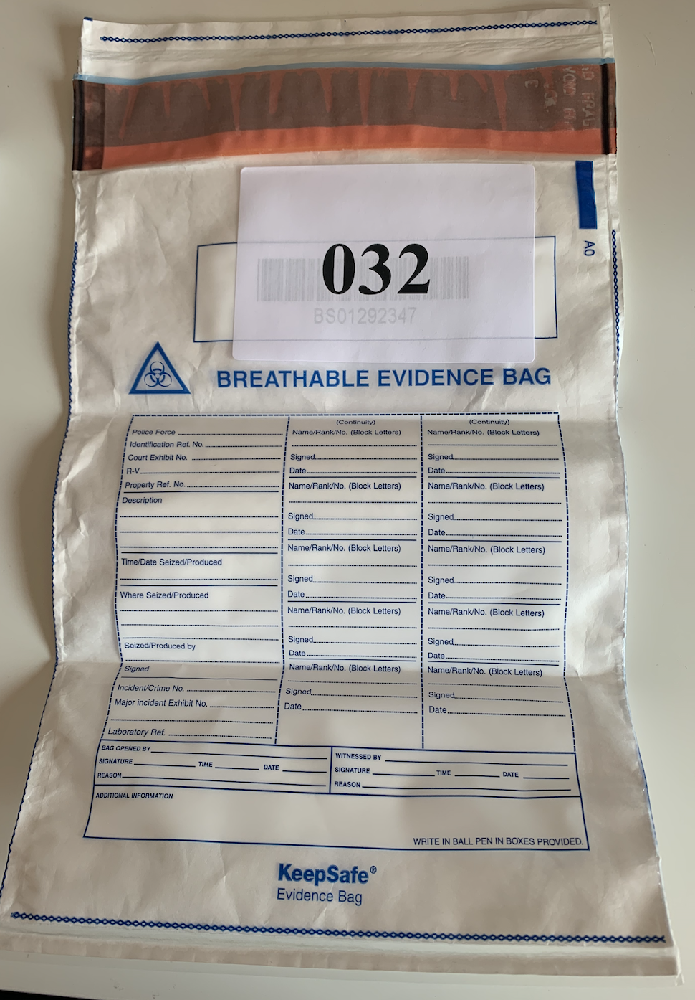 032
BS01292347
A0
BREATHABLE EVIDENCE BAG
Police Force
Identification Ref. No.
Court Exhibit No.
R-V
Property Ref. No.
Description
Time/Date Seized/Produced
Where Seized/Produced
Seized/Produced by
Signed
Incident/Crime No.
Major incident Exhibit No.
Laboratory Ref.
(Continuity)
Name/Rank/No. (Block Letters)
Signed
Date
Name/Rank/No. (Block Letters)
Signed
Date
Name/Rank/No. (Block Letters)
Signed
Date
Name/Rank/No. (Block Letters)
Signed
Date
Name/Rank/No. (Block Letters)
Signed
Date
(Continuity)
Name/Rank/No. (Block Letters)
Signed
Date
Name/Rank/No. (Block Letters)
Signed
Date
Name/Rank/No. (Block Letters)
Signed
Date
Name/Rank/No. (Block Letters)
Signed
Date
Name/Rank/No. (Block Letters)
Signed
Date
BAG OPENED BY
SIGNATURE TIME DATE
REASON
WITNESSED BY
SIGNATURE TIME DATE
REASON
ADDITIONAL INFORMATION
WRITE IN BALL PEN IN BOXES PROVIDED.
KeepSafe®
Evidence Bag